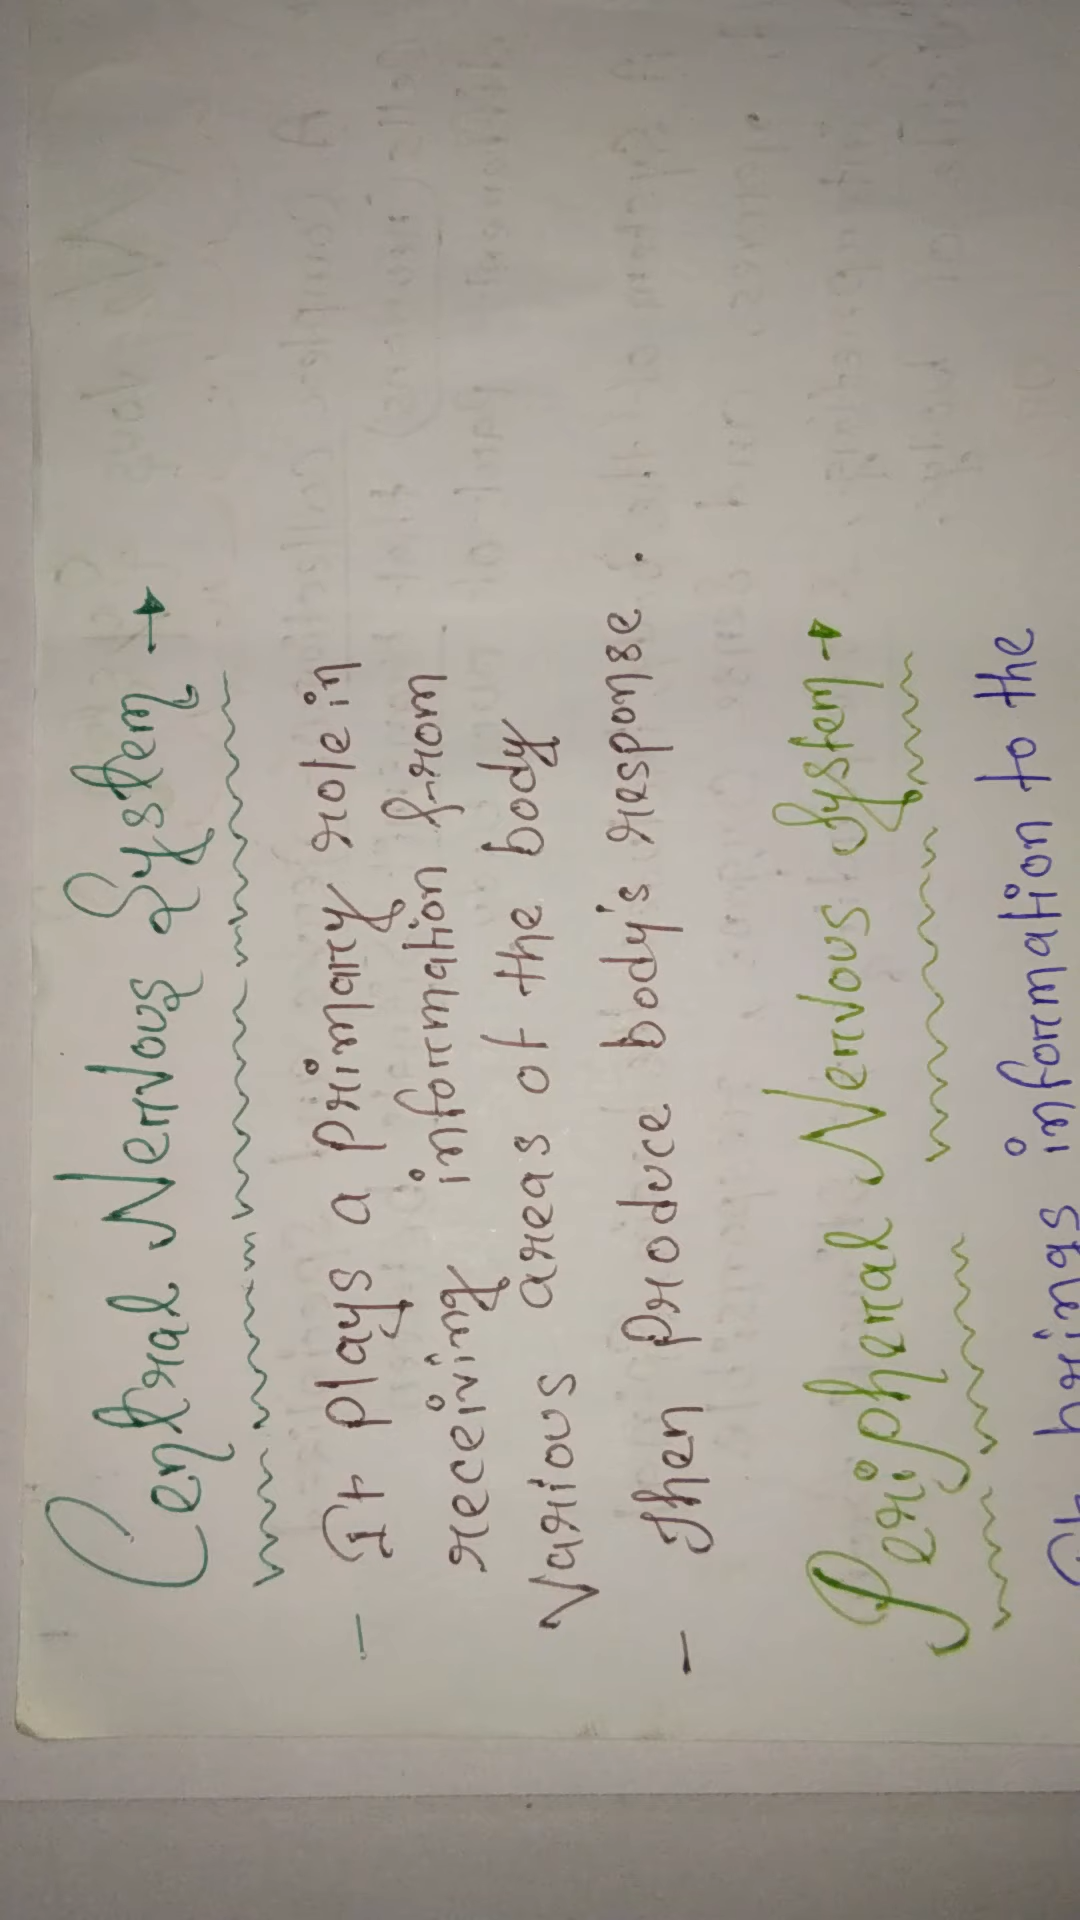 Central Nervous System →
- It plays a primary role in
receiving information from
various areas of the body
- Then produce body's response.
Peripheral Nervous System →
brings information to the